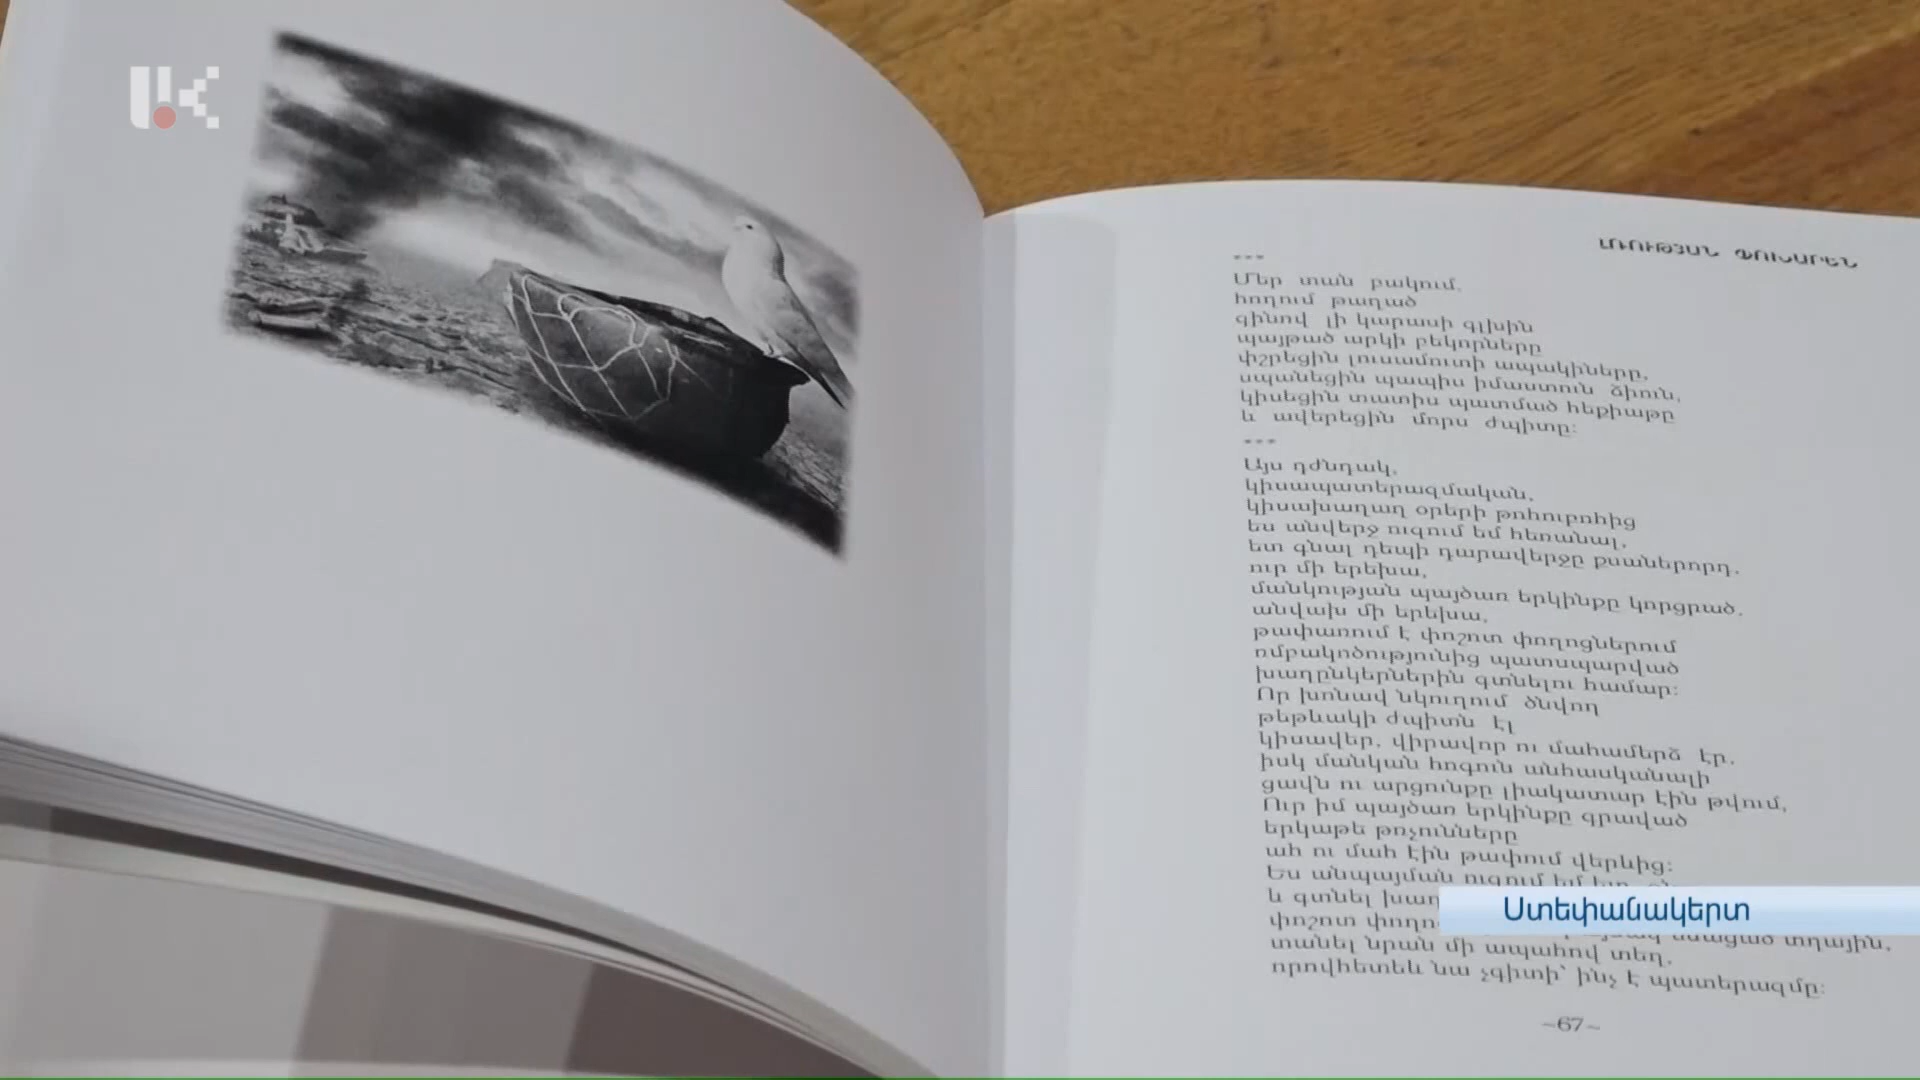 ԼՌՈՒԹՅԱՆ ՓՈԽԱՐԵՆ
***
Մեր տան բակում,
հողում թաղած
գինով լի կարասի գլխին
պայթած արկի բեկորները
փշրեցին լուսամուտի ապակիները,
սպանեցին պապիս իմաստուն ձիուն,
կիսեցին տատիս պատմած հեքիաթը
և ավերեցին մորս ժպիտը:
***
Այս դժնդակ,
կիսապատերազմական,
կիսախաղաղ օրերի թոհուբոհից
ես անվերջ ուզում եմ հեռանալ,
ետ գնալ դեպի դարավերջը քսաներորդ,
ուր մի երեխա,
մանկության պայծառ երկինքը կորցրած,
անվախ մի երեխա,
թափառում է փոշոտ փողոցներում
ռմբակոծությունից պատսպարված
խաղընկերներին գտնելու համար:
Որ խոնավ նկուղում ծնվող
թեթևակի ժպիտն էլ
կիսավեր, վիրավոր ու մահամերձ էր,
իսկ մանկան հոգուն անհասկանալի
ցավն ու արցունքը լիակատար էին թվում,
Ուր իմ պայծառ երկինքը գրաված
երկաթե թռչունները
ահ ու մահ էին թափում վերևից:
Ես անպայման ուզում եմ ետ
և գտնել
փոշոտ մնացած տղային,
տանել նրան մի ապահով տեղ,
որովհետև նա չգիտի՝ ինչ է պատերազմը:
~67~
Ստեփանակերտ